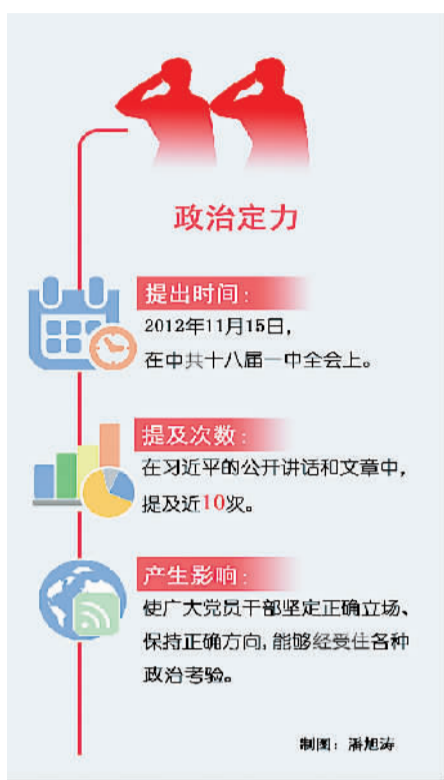 政治定力
提出时间：
2012年11月15日，
在中共十八届一中全会上。
提及次数：
在习近平的公开讲话和文章中，
提及近10次。
产生影响：
使广大党员干部坚定正确立场、
保持正确方向，能够经受住各种
政治考验。
制图：潘旭涛